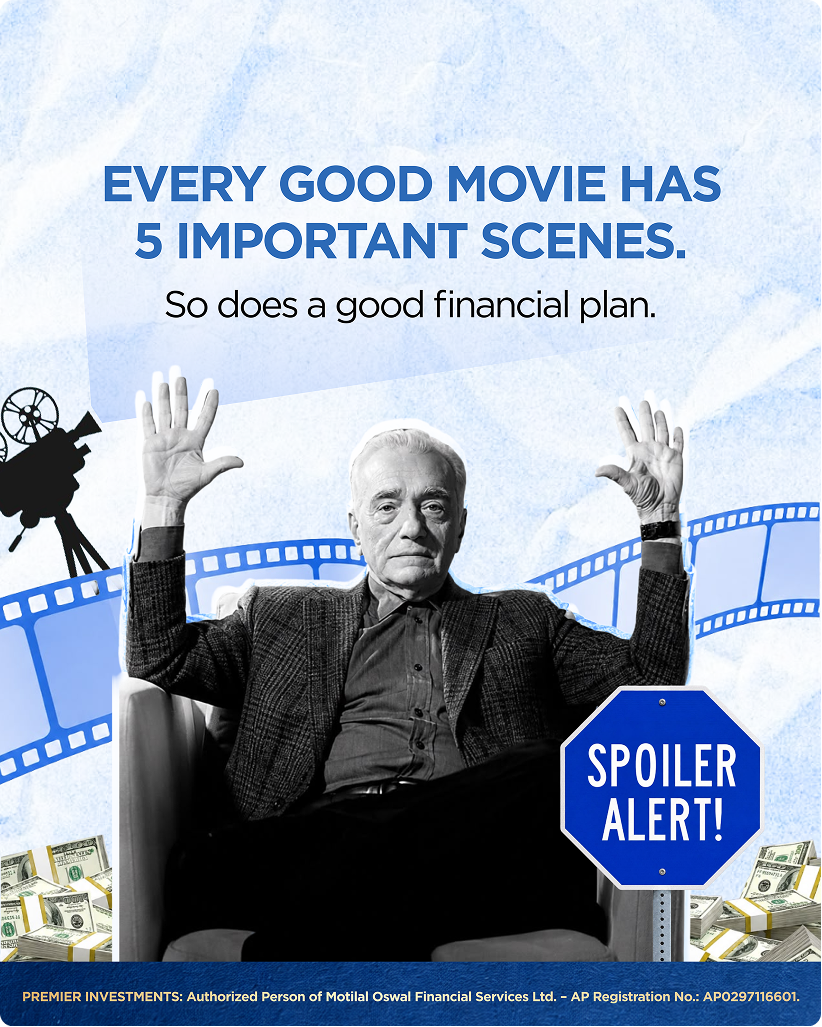 EVERY GOOD MOVIE HAS
5 IMPORTANT SCENES.
So does a good financial plan.
SPOILER
ALERT!
PREMIER INVESTMENTS: Authorized Person of Motilal Oswal Financial Services Ltd. – AP Registration No.: AP0297116601.